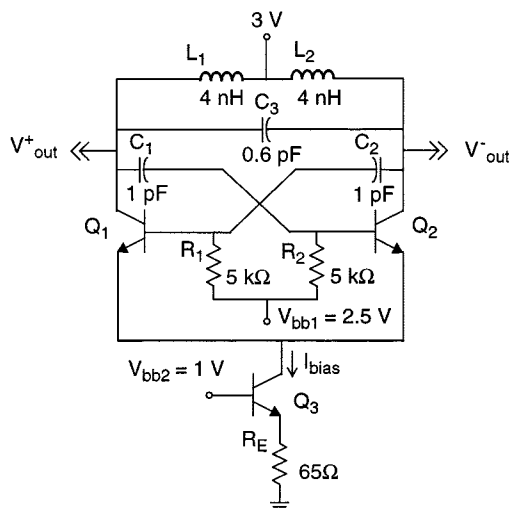 3 V
L₁ L₂
4 nH 4 nH
C₃
V⁺out C₁ 0.6 pF C₂ V⁻out
1 pF 1 pF
Q₁ R₁ R₂ Q₂
5 kΩ 5 kΩ
Vbb1 = 2.5 V
Vbb2 = 1 V Ibias
Q₃
RE
65Ω